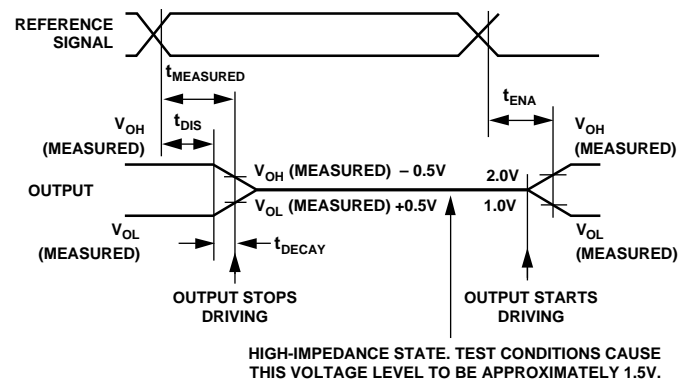 REFERENCE
SIGNAL
tMEASURED
tENA
VOH
(MEASURED)
tDIS
VOH
(MEASURED)
VOH (MEASURED) – 0.5V
2.0V
OUTPUT
VOL (MEASURED) +0.5V
1.0V
VOL
(MEASURED)
tDECAY
VOL
(MEASURED)
OUTPUT STOPS
DRIVING
OUTPUT STARTS
DRIVING
HIGH-IMPEDANCE STATE. TEST CONDITIONS CAUSE
THIS VOLTAGE LEVEL TO BE APPROXIMATELY 1.5V.